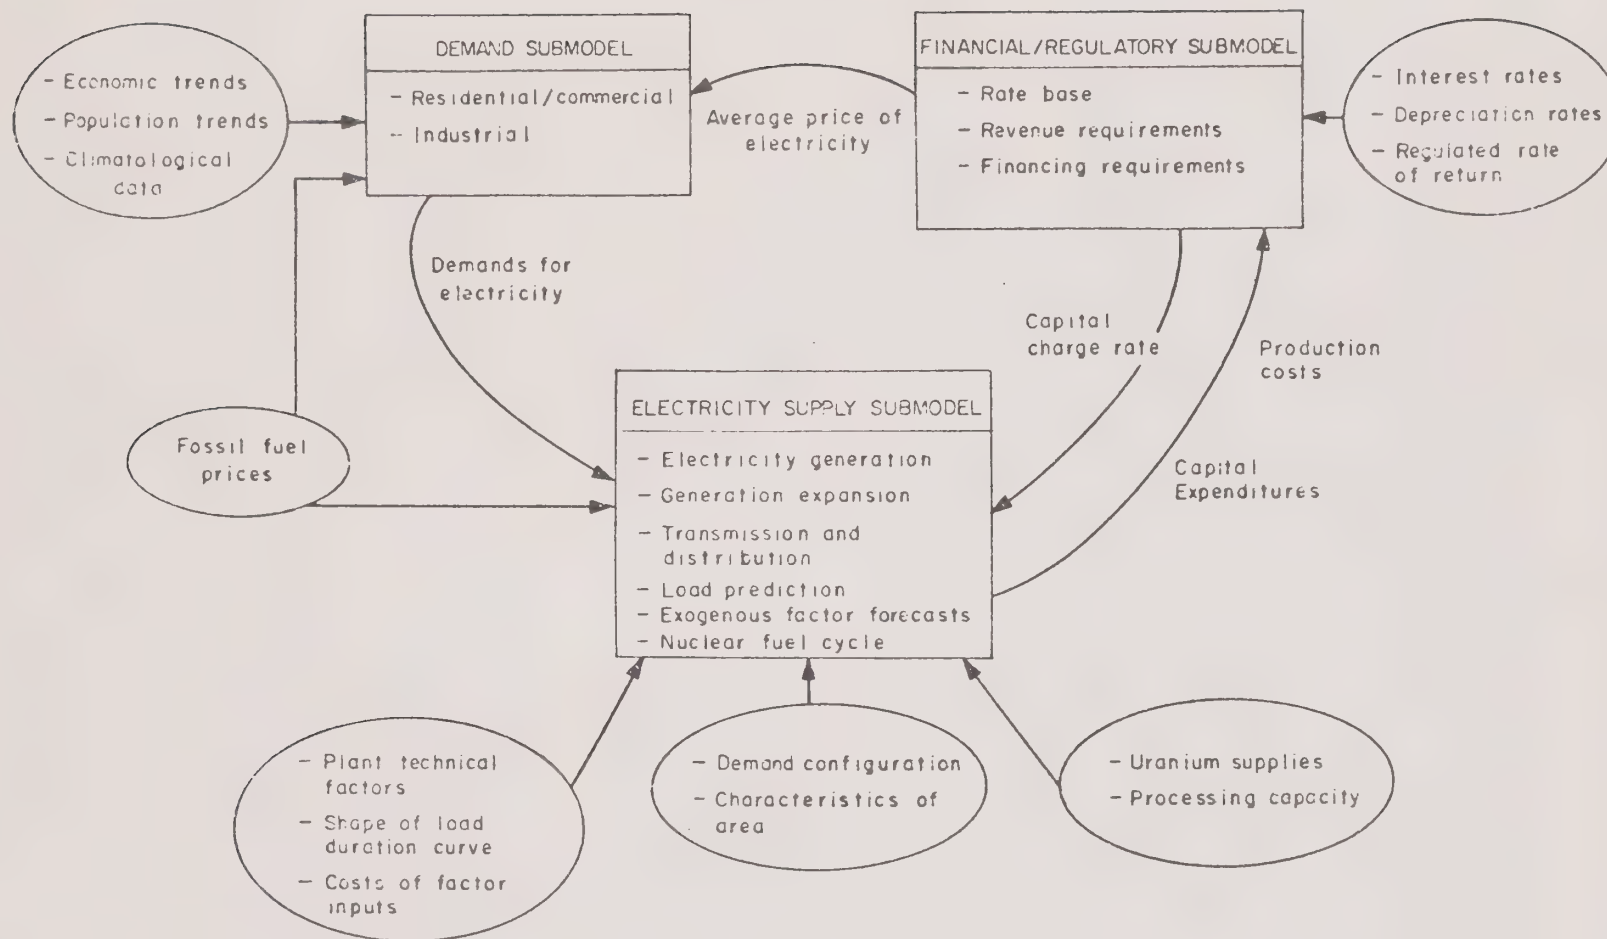 DEMAND SUBMODEL
- Residential/commercial
- Industrial
FINANCIAL/REGULATORY SUBMODEL
- Rate base
- Revenue requirements
- Financing requirements
- Economic trends
- Population trends
- Climatological
data
Average price of
electricity
- Interest rates
- Depreciation rates
- Regulated rate
of return
Demands for
electricity
Capital
charge rate
Production
costs
Fossil fuel
prices
ELECTRICITY SUPPLY SUBMODEL
- Electricity generation
- Generation expansion
- Transmission and
distribution
- Load prediction
- Exogenous factor forecasts
- Nuclear fuel cycle
Capital
Expenditures
- Plant technical
factors
- Shape of load
duration curve
- Costs of factor
inputs
- Demand configuration
- Characteristics of
area
- Uranium supplies
- Processing capacity